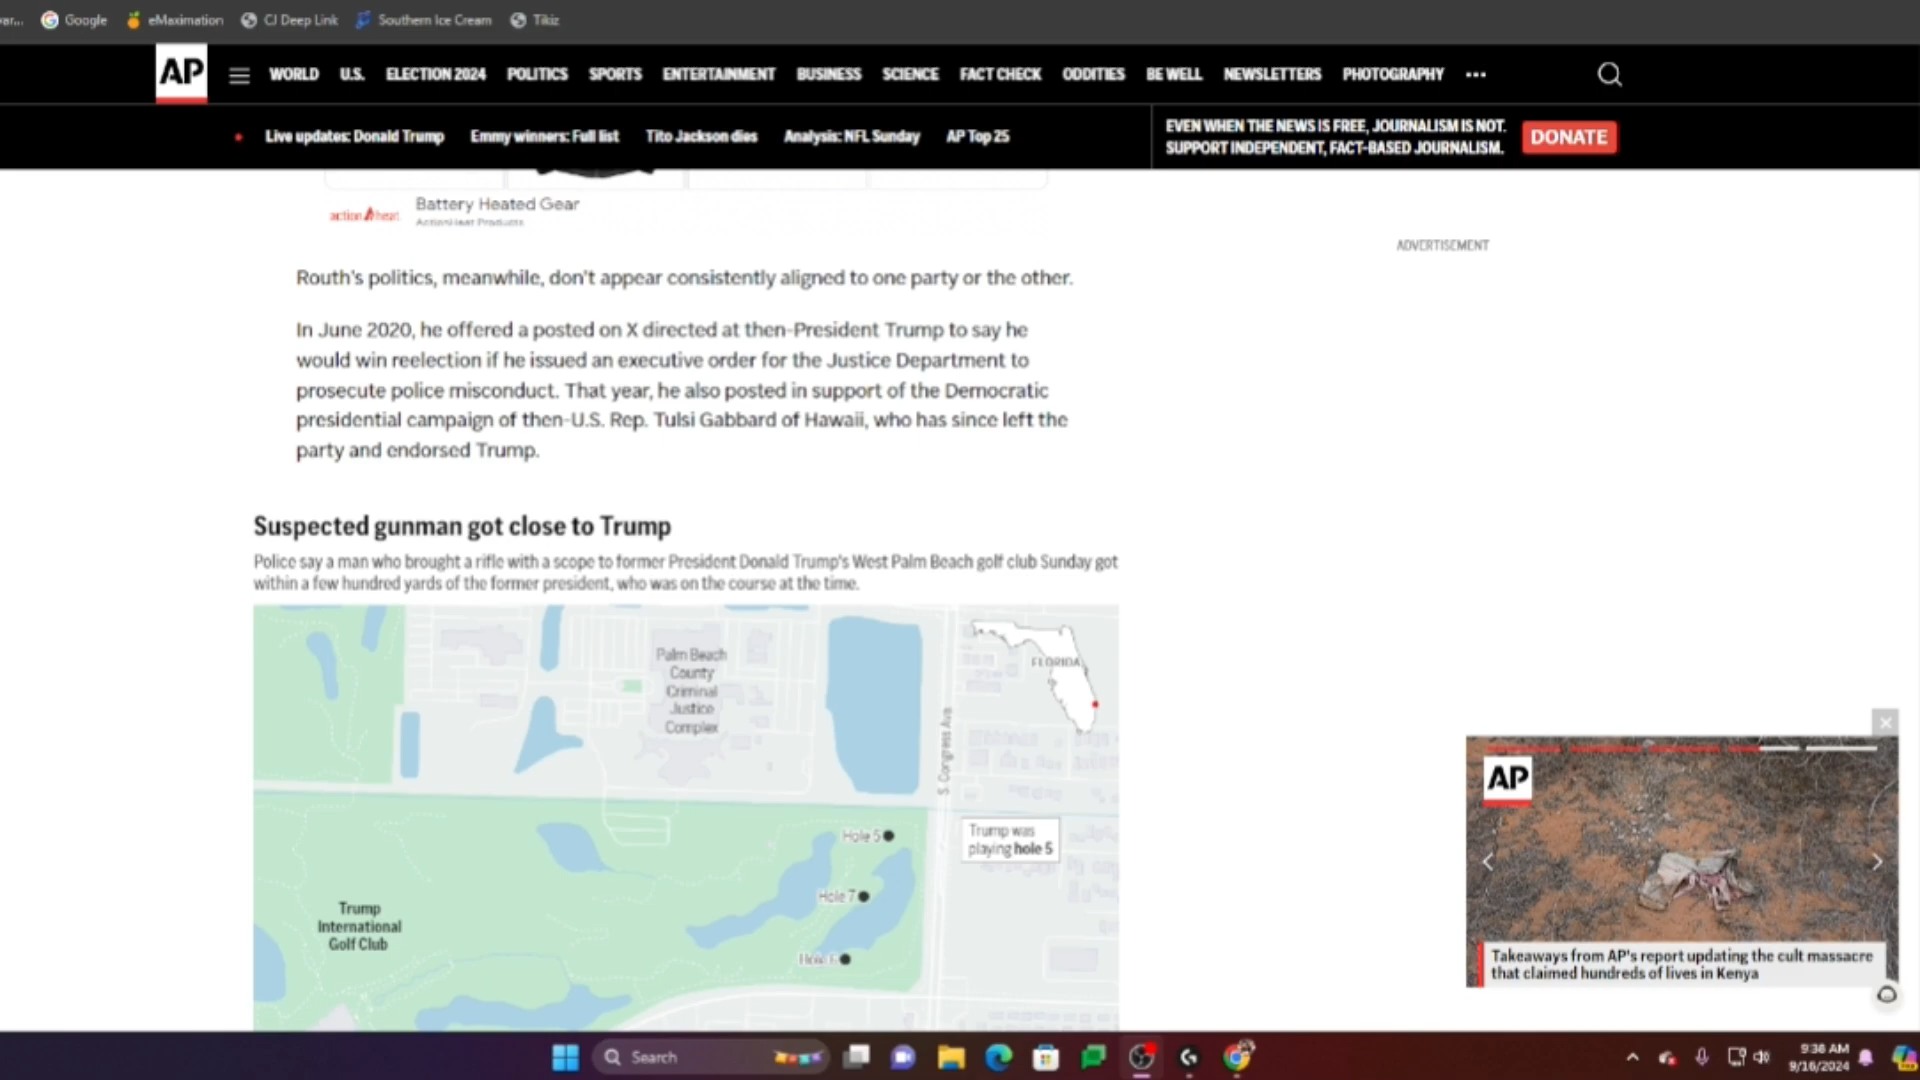 Google eMaximation CJ Deep Link Southern Ice Cream Tikiz
AP WORLD U.S. ELECTION 2024 POLITICS SPORTS ENTERTAINMENT BUSINESS SCIENCE FACT CHECK ODDITIES BE WELL NEWSLETTERS PHOTOGRAPHY •••
Live updates: Donald Trump Emmy winners: Full list Tito Jackson dies Analysis: NFL Sunday AP Top 25
EVEN WHEN THE NEWS IS FREE, JOURNALISM IS NOT.
SUPPORT INDEPENDENT, FACT-BASED JOURNALISM.
DONATE
action heat
Battery Heated Gear
ActionHeat Products
ADVERTISEMENT
Routh's politics, meanwhile, don't appear consistently aligned to one party or the other.
In June 2020, he offered a posted on X directed at then-President Trump to say he
would win reelection if he issued an executive order for the Justice Department to
prosecute police misconduct. That year, he also posted in support of the Democratic
presidential campaign of then-U.S. Rep. Tulsi Gabbard of Hawaii, who has since left the
party and endorsed Trump.
Suspected gunman got close to Trump
Police say a man who brought a rifle with a scope to former President Donald Trump's West Palm Beach golf club Sunday got
within a few hundred yards of the former president, who was on the course at the time.
Palm Beach
County
Criminal
Justice
Complex
S. Congress Ave.
FLORIDA
Hole 5
Trump was
playing hole 5
Hole 7
Hole 6
Trump
International
Golf Club
AP
Takeaways from AP's report updating the cult massacre
that claimed hundreds of lives in Kenya
Search
9:36 AM
9/16/2024